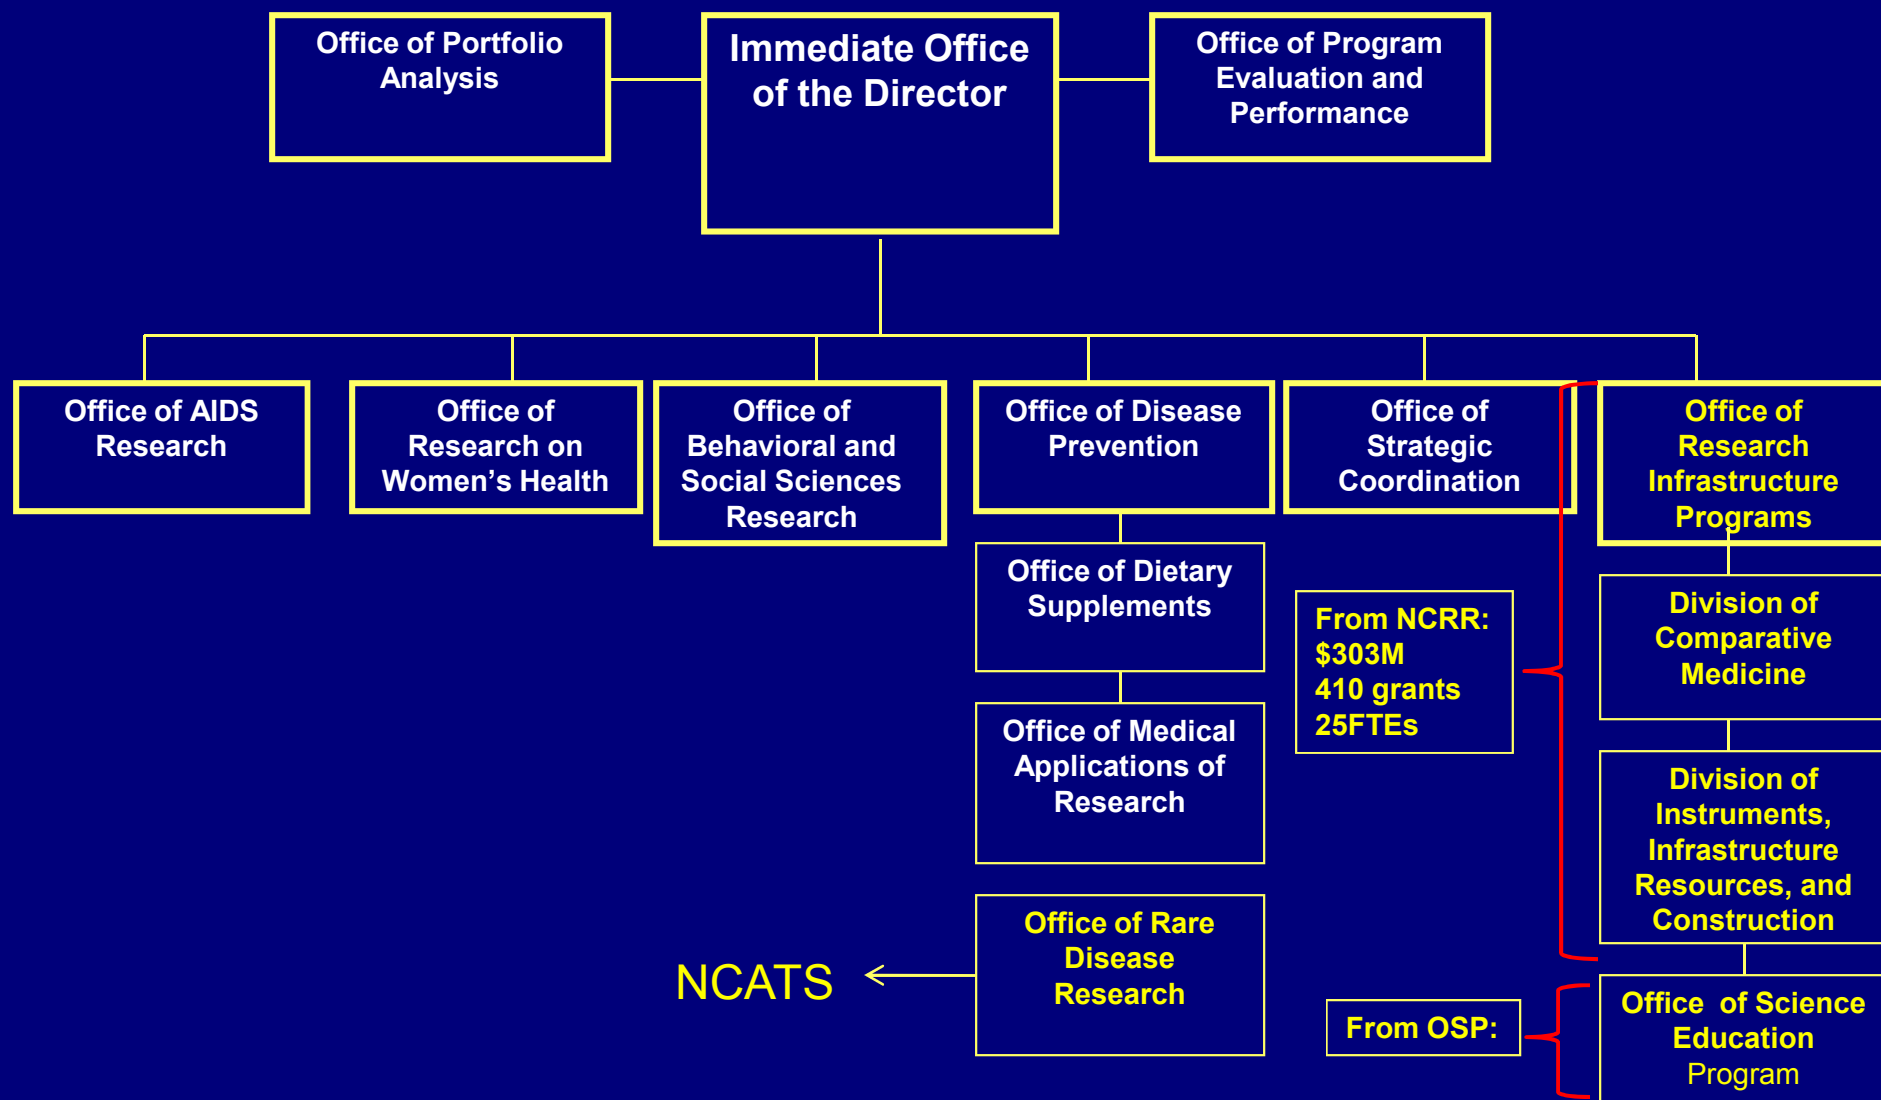 Office of Portfolio
Analysis
Immediate Office
of the Director
Office of Program
Evaluation and
Performance
Office of AIDS
Research
Office of
Research on
Women’s Health
Office of
Behavioral and
Social Sciences
Research
Office of Disease
Prevention
Office of
Strategic
Coordination
Office of
Research
Infrastructure
Programs
Office of Dietary
Supplements
From NCRR:
$303M
410 grants
25FTEs
Division of
Comparative
Medicine
Office of Medical
Applications of
Research
Division of
Instruments,
Infrastructure
Resources, and
Construction
NCATS
Office of Rare
Disease
Research
From OSP:
Office of Science
Education
Program